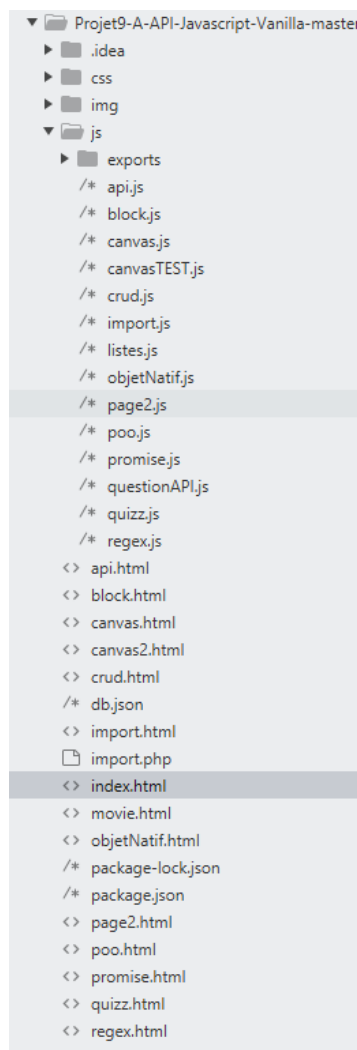 Projet9-A-API-Javascript-Vanilla-master
.idea
css
img
js
exports
/* api.js
/* block.js
/* canvas.js
/* canvasTEST.js
/* crud.js
/* import.js
/* listes.js
/* objetNatif.js
/* page2.js
/* poo.js
/* promise.js
/* questionAPI.js
/* quizz.js
/* regex.js
<> api.html
<> block.html
<> canvas.html
<> canvas2.html
<> crud.html
/* db.json
<> import.html
import.php
<> index.html
<> movie.html
<> objetNatif.html
/* package-lock.json
/* package.json
<> page2.html
<> poo.html
<> promise.html
<> quizz.html
<> regex.html